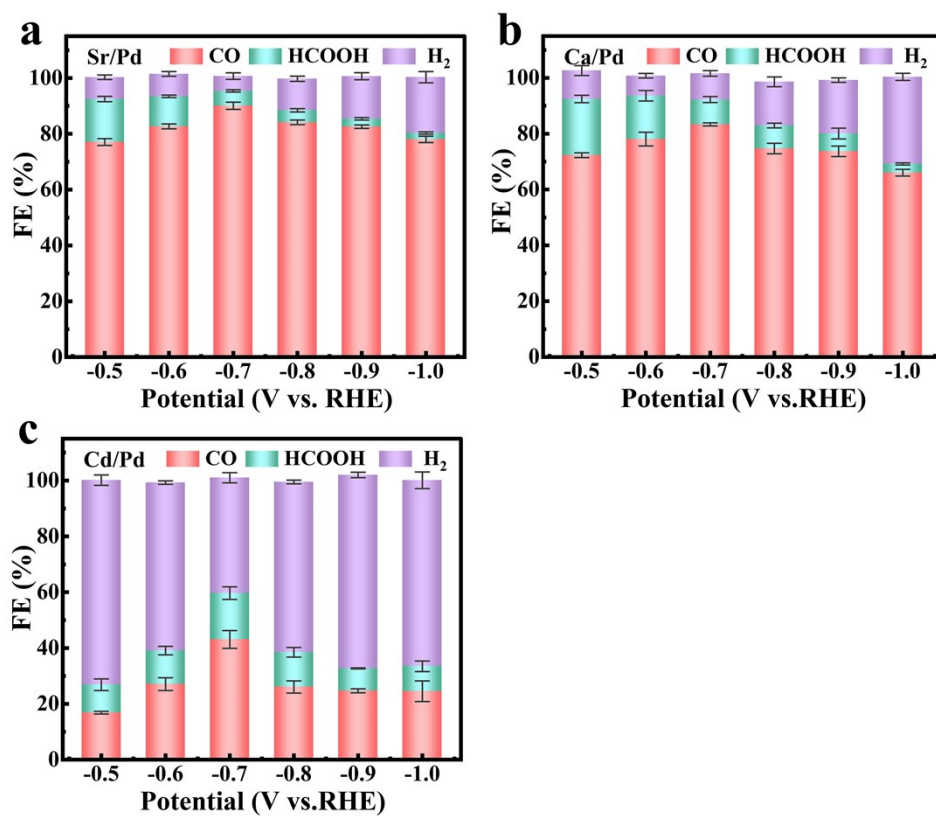 a
Sr/Pd CO HCOOH H₂
100
80
60
40
20
0
FE (%)
-0.5 -0.6 -0.7 -0.8 -0.9 -1.0
Potential (V vs. RHE)
b
Ca/Pd CO HCOOH H₂
100
80
60
40
20
0
FE (%)
-0.5 -0.6 -0.7 -0.8 -0.9 -1.0
Potential (V vs.RHE)
c
Cd/Pd CO HCOOH H₂
100
80
60
40
20
0
FE (%)
-0.5 -0.6 -0.7 -0.8 -0.9 -1.0
Potential (V vs.RHE)